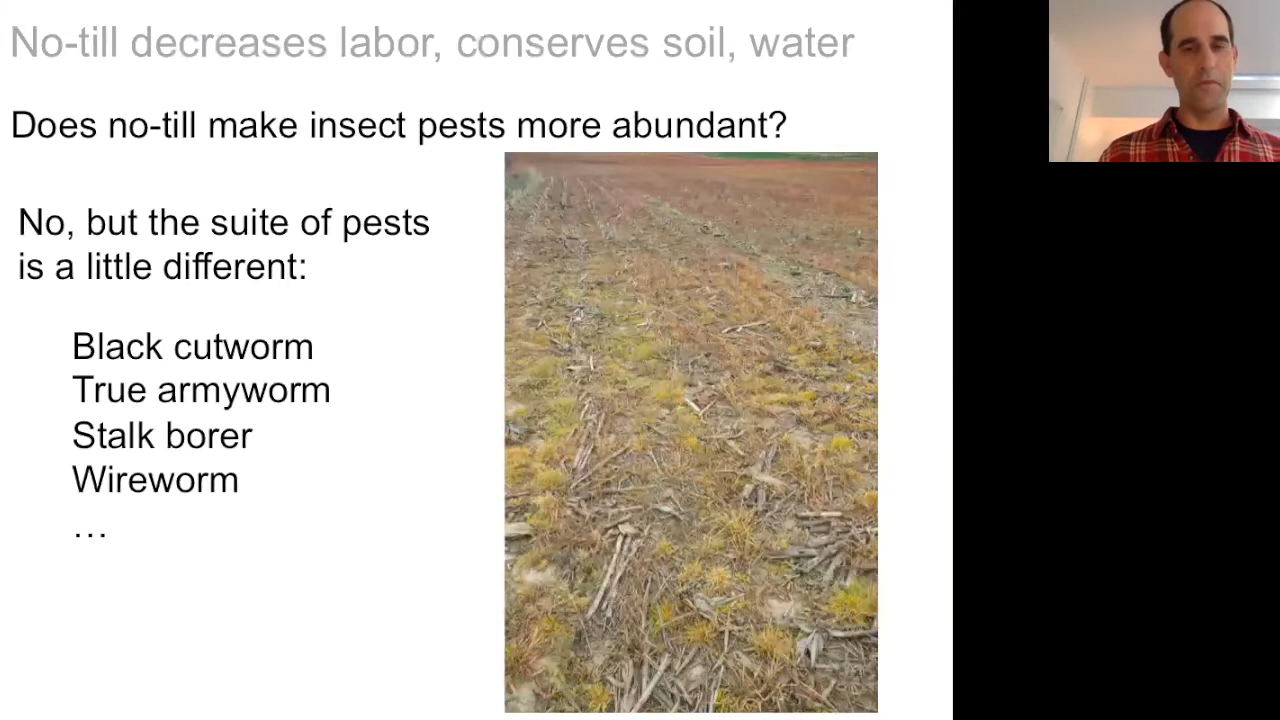 No-till decreases labor, conserves soil, water
Does no-till make insect pests more abundant?
No, but the suite of pests
is a little different:
Black cutworm
True armyworm
Stalk borer
Wireworm
…